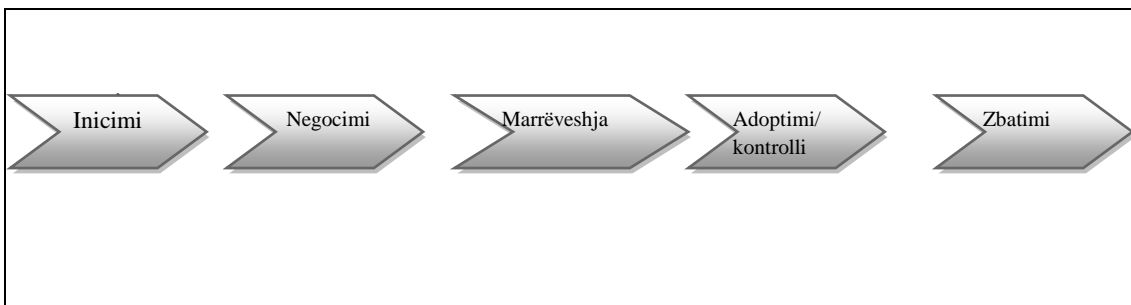 Inicimi
Negocimi
Marrëveshja
Adoptimi/
kontrolli
Zbatimi